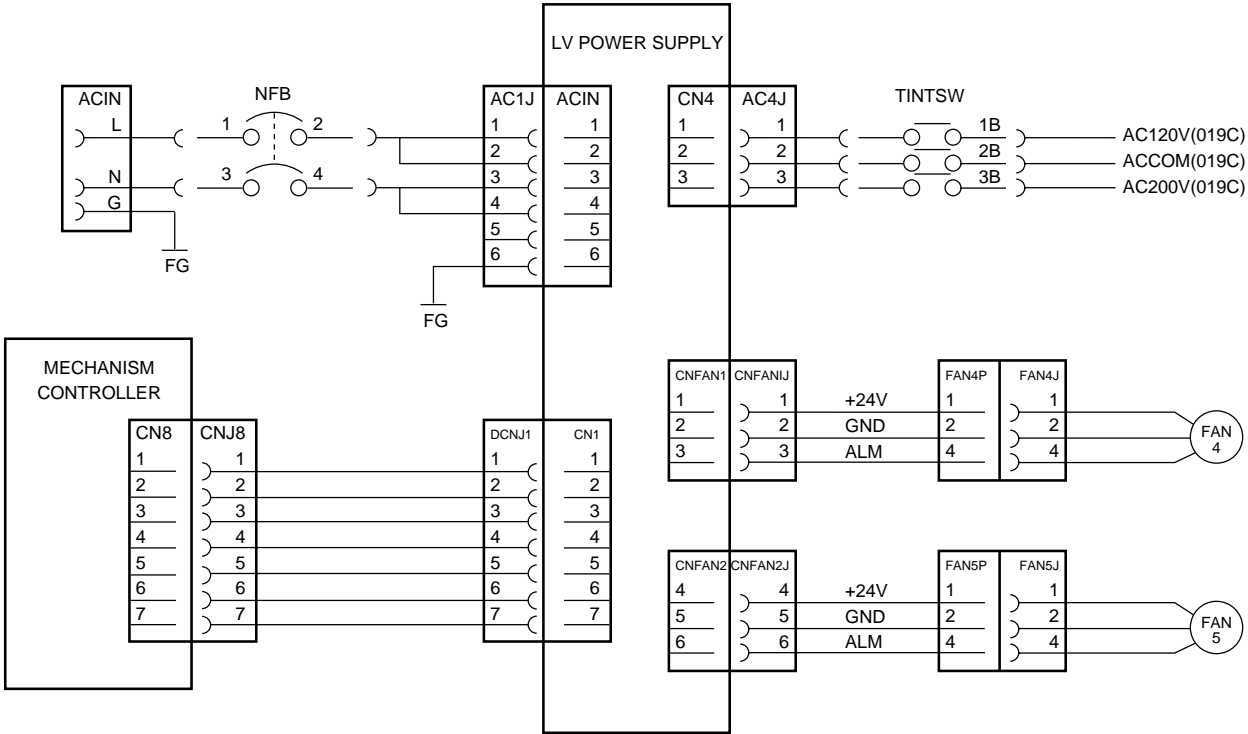 LV POWER SUPPLY
ACIN
L
N
G
FG
NFB
1 2
3 4
AC1J ACIN
1 1
2 2
3 3
4 4
5 5
6 6
FG
CN4 AC4J
1 1
2 2
3 3
TINTSW
1B
2B
3B
AC120V(019C)
ACCOM(019C)
AC200V(019C)
MECHANISM
CONTROLLER
CN8 CNJ8
1 1
2 2
3 3
4 4
5 5
6 6
7 7
DCNJ1 CN1
1 1
2 2
3 3
4 4
5 5
6 6
7 7
CNFAN1 CNFANIJ
1 1
2 2
3 3
+24V
GND
ALM
FAN4P FAN4J
1 1
2 2
4 4
FAN
4
CNFAN2 CNFAN2J
4 4
5 5
6 6
+24V
GND
ALM
FAN5P FAN5J
1 1
2 2
4 4
FAN
5